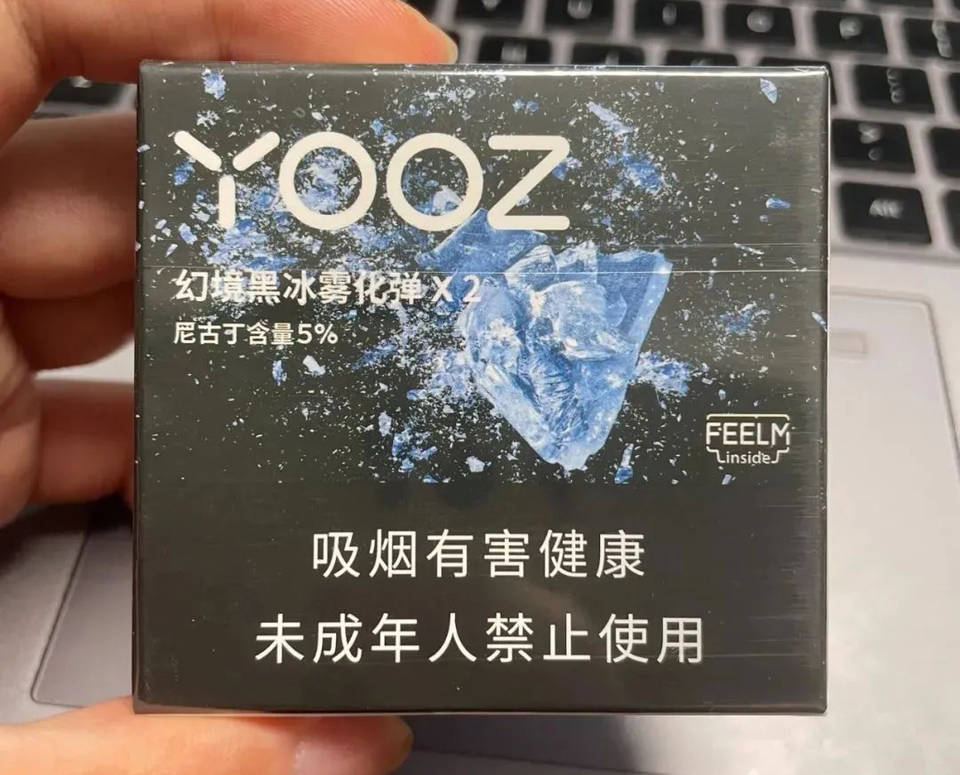 YOOZ
幻境黑冰雾化弹 X 2
尼古丁含量5%
FEELM
inside
吸烟有害健康
未成年人禁止使用